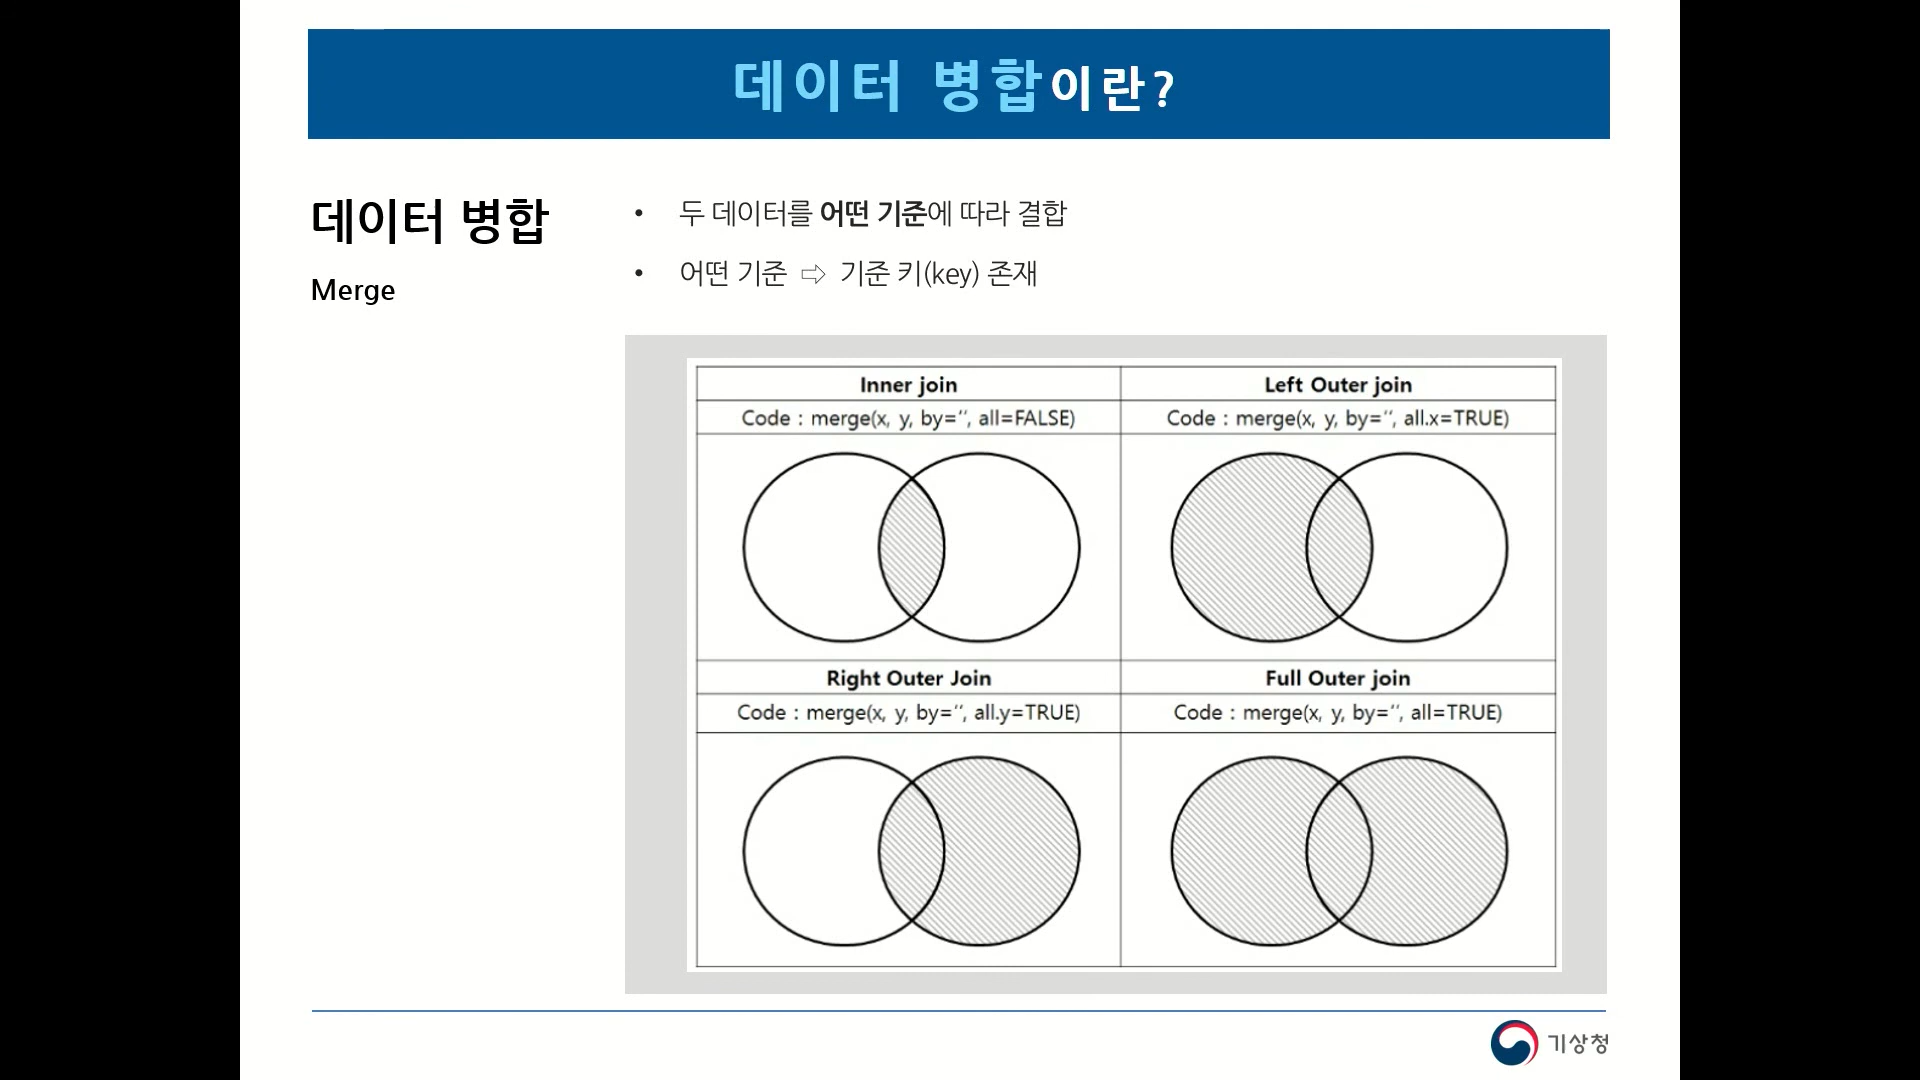 데이터 병합이란?
데이터 병합
Merge
• 두 데이터를 어떤 기준에 따라 결합
• 어떤 기준 ⇨ 기준 키(key) 존재
Inner join
Left Outer join
Code : merge(x, y, by=‘‘, all=FALSE)
Code : merge(x, y, by=‘‘, all.x=TRUE)
Right Outer Join
Full Outer join
Code : merge(x, y, by=‘‘, all.y=TRUE)
Code : merge(x, y, by=‘‘, all=TRUE)
기상청